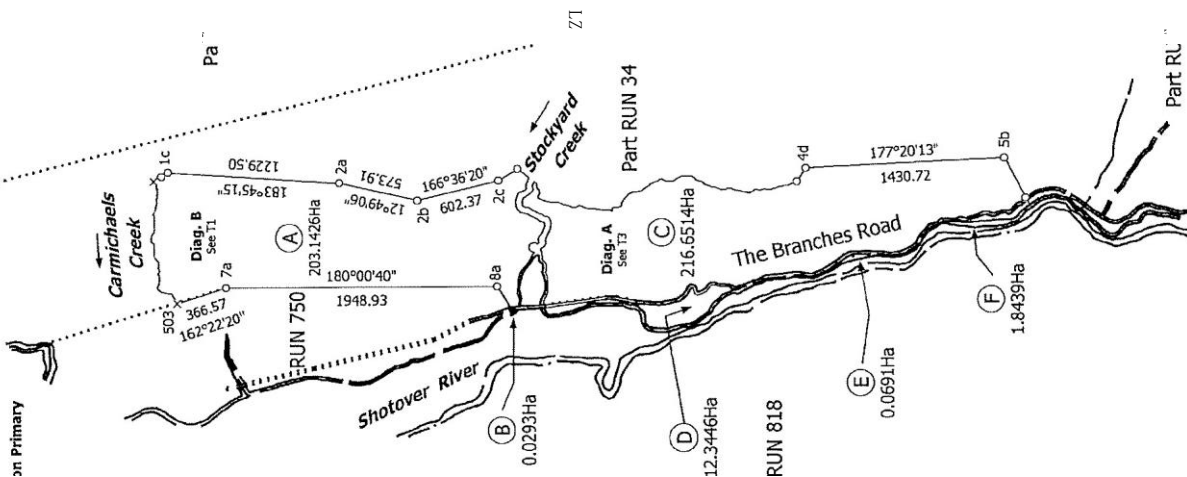 on Primary
Carmichaels
Creek
Pa
503
1c
Diag. B
See T1
7a
366.57
162°22'20"
183°45'15"
1229.50
2a
A
203.1426Ha
12°49'06"
573.91
2b
166°36'20"
602.37
2c
180°00'40"
1948.93
8a
RUN 750
Stockyard
Creek
Shotover River
B
0.0293Ha
Part RUN 34
Diag. A
See T3
C
216.6514Ha
4d
177°20'13"
1430.72
5b
The Branches Road
D
12.3446Ha
E
0.0691Ha
F
1.8439Ha
RUN 818
Part